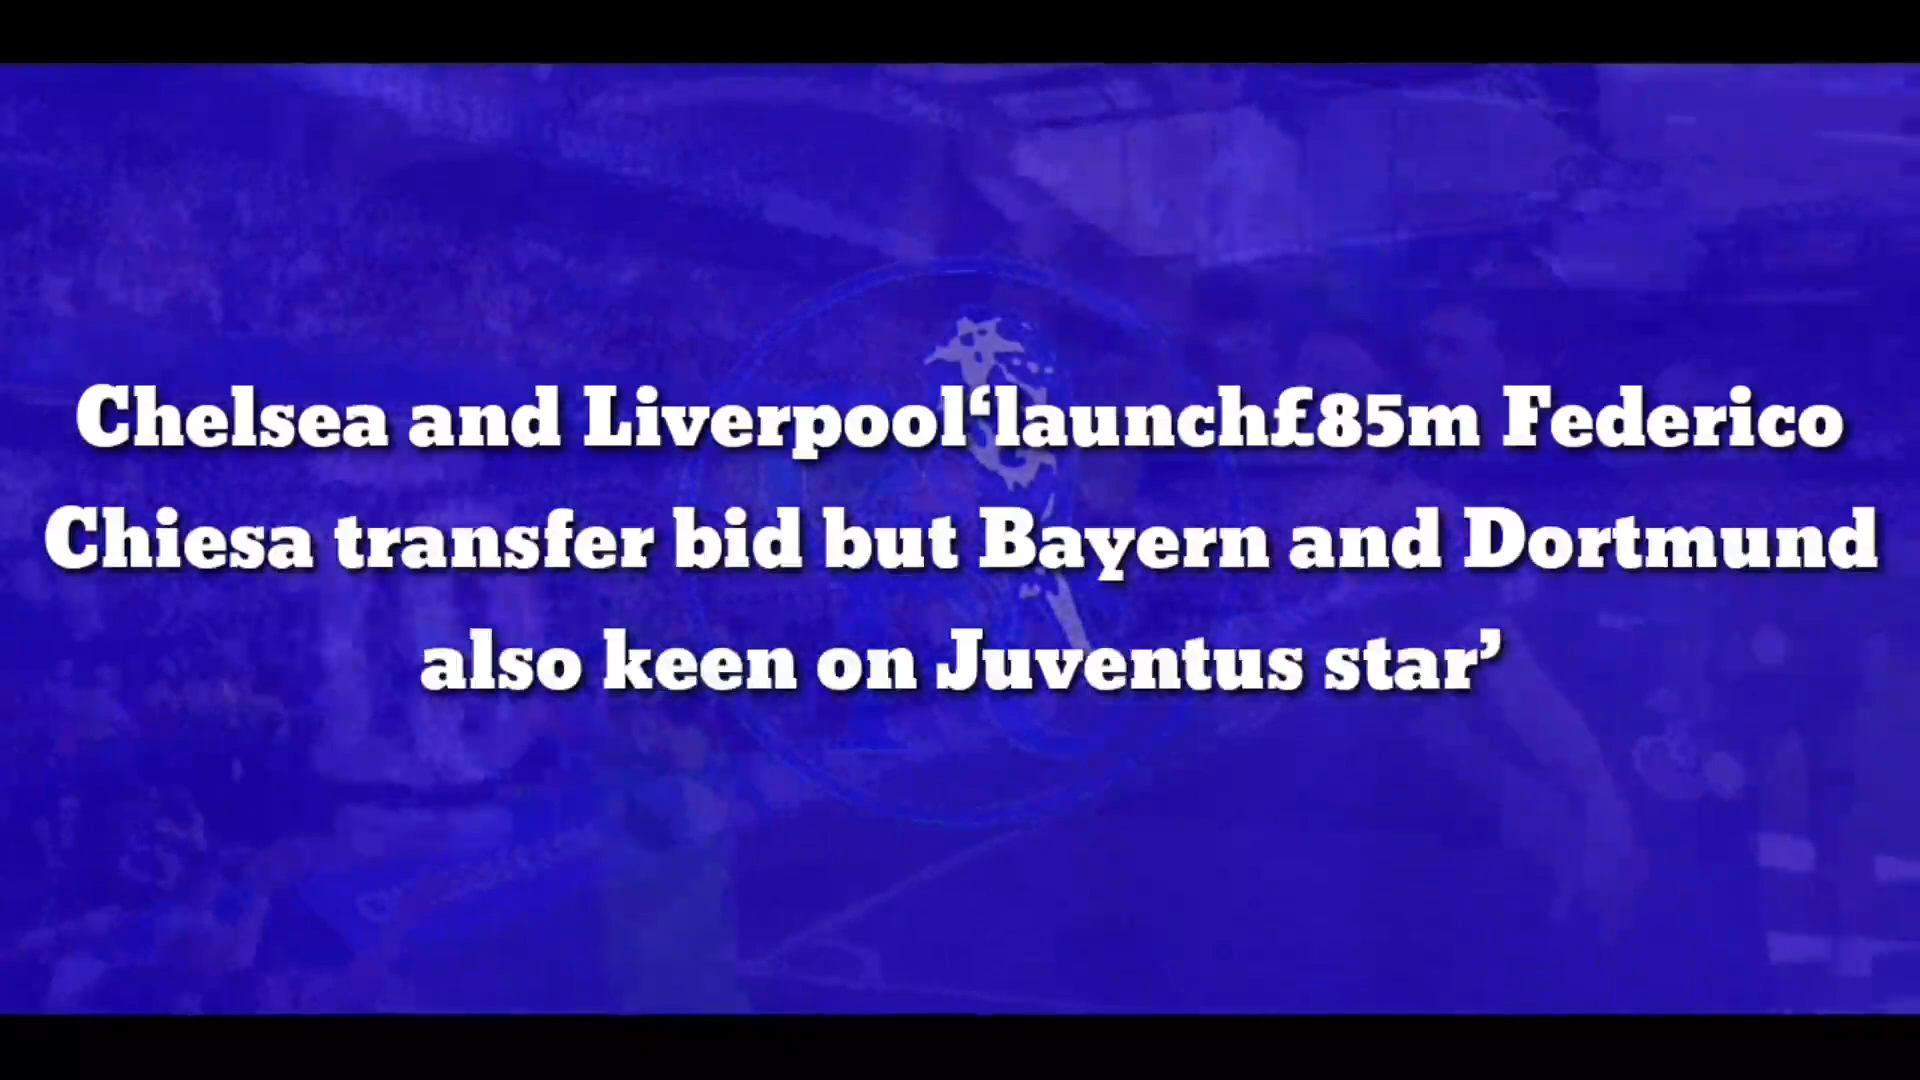 Chelsea and Liverpool‘launch£85m Federico
Chiesa transfer bid but Bayern and Dortmund
also keen on Juventus star’